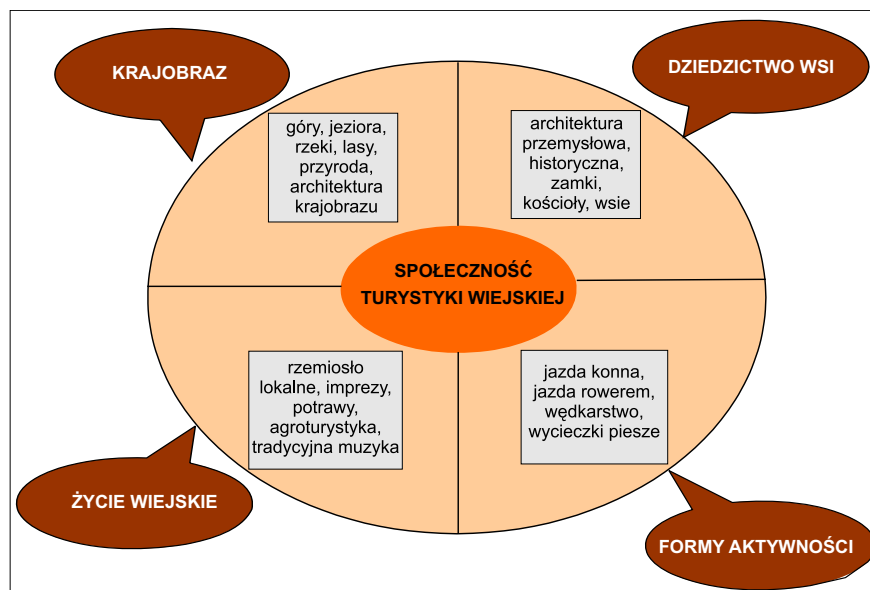 KRAJOBRAZ
góry, jeziora,
rzeki, lasy,
przyroda,
architektura
krajobrazu
DZIEDZICTWO WSI
architektura
przemysłowa,
historyczna,
zamki,
kościoły, wsie
SPOŁECZNOŚĆ
TURYSTYKI WIEJSKIEJ
rzemiosło
lokalne, imprezy,
potrawy,
agroturystyka,
tradycyjna muzyka
ŻYCIE WIEJSKIE
jazda konna,
jazda rowerem,
wędkarstwo,
wycieczki piesze
FORMY AKTYWNOŚCI